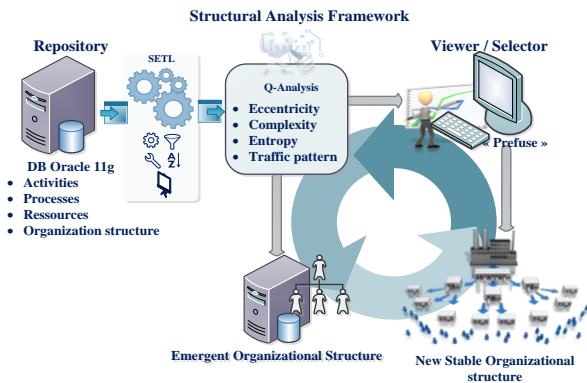 Structural Analysis Framework
Repository
SETL
Viewer / Selector
Q-Analysis
• Eccentricity
• Complexity
• Entropy
• Traffic pattern
« Prefuse »
A
Z
DB Oracle 11g
• Activities
• Processes
• Ressources
• Organization structure
Emergent Organizational Structure
New Stable Organizational
structure